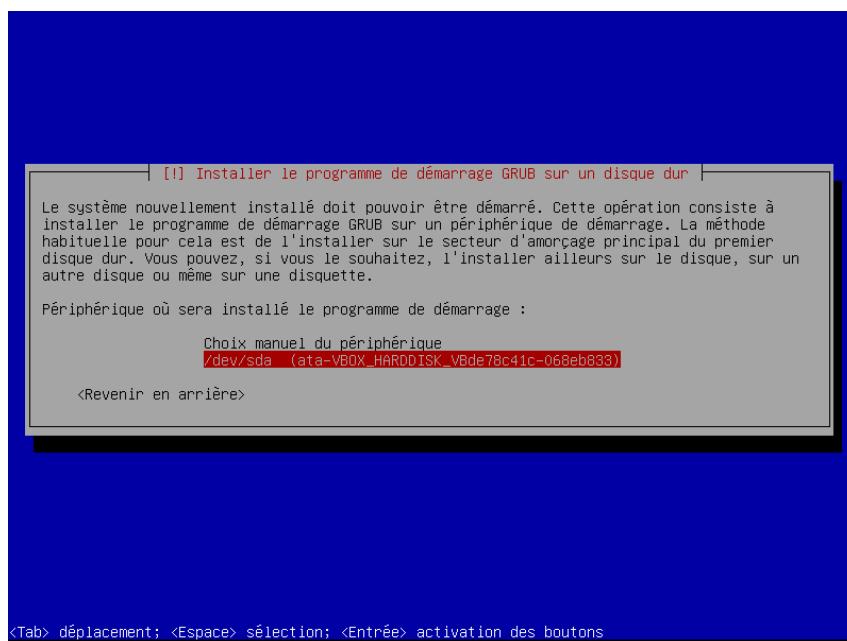 [!] Installer le programme de démarrage GRUB sur un disque dur
Le système nouvellement installé doit pouvoir être démarré. Cette opération consiste à
installer le programme de démarrage GRUB sur un périphérique de démarrage. La méthode
habituelle pour cela est de l'installer sur le secteur d'amorçage principal du premier
disque dur. Vous pouvez, si vous le souhaitez, l'installer ailleurs sur le disque, sur un
autre disque ou même sur une disquette.
Périphérique où sera installé le programme de démarrage :
Choix manuel du périphérique
/dev/sda (ata-VBOX_HARDDISK_VBde78c41c-068eb833)
<Revenir en arrière>
<Tab> déplacement; <Espace> sélection; <Entrée> activation des boutons